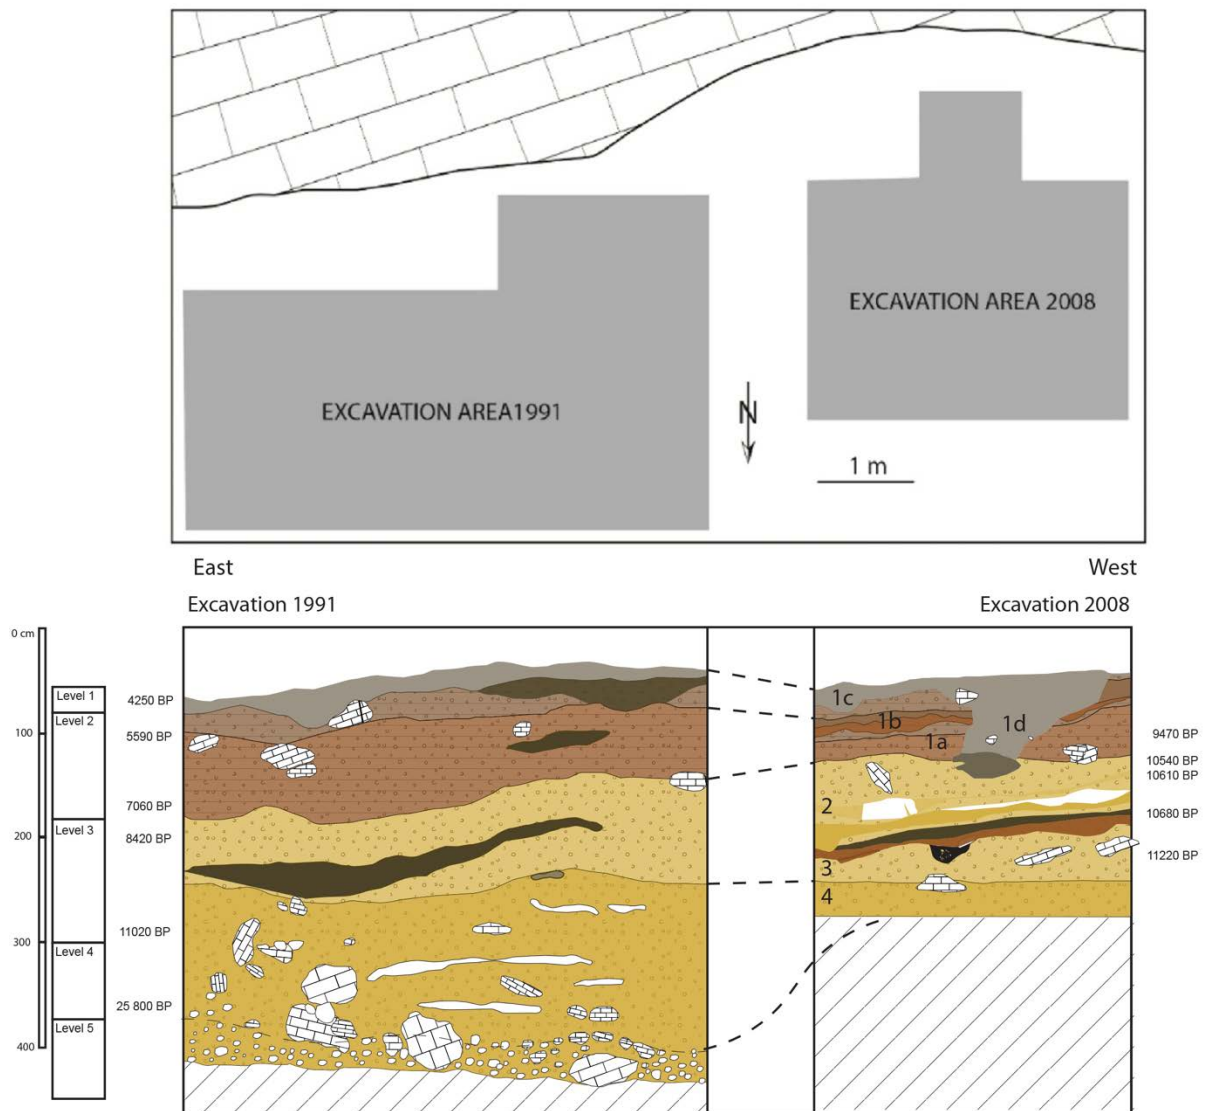 EXCAVATION AREA 2008
EXCAVATION AREA1991
N
1 m
East
West
Excavation 1991
Excavation 2008
0 cm
100
200
300
400
Level 1
Level 2
Level 3
Level 4
Level 5
4250 BP
5590 BP
7060 BP
8420 BP
11020 BP
25 800 BP
1c
1b
1d
1a
2
3
4
9470 BP
10540 BP
10610 BP
10680 BP
11220 BP